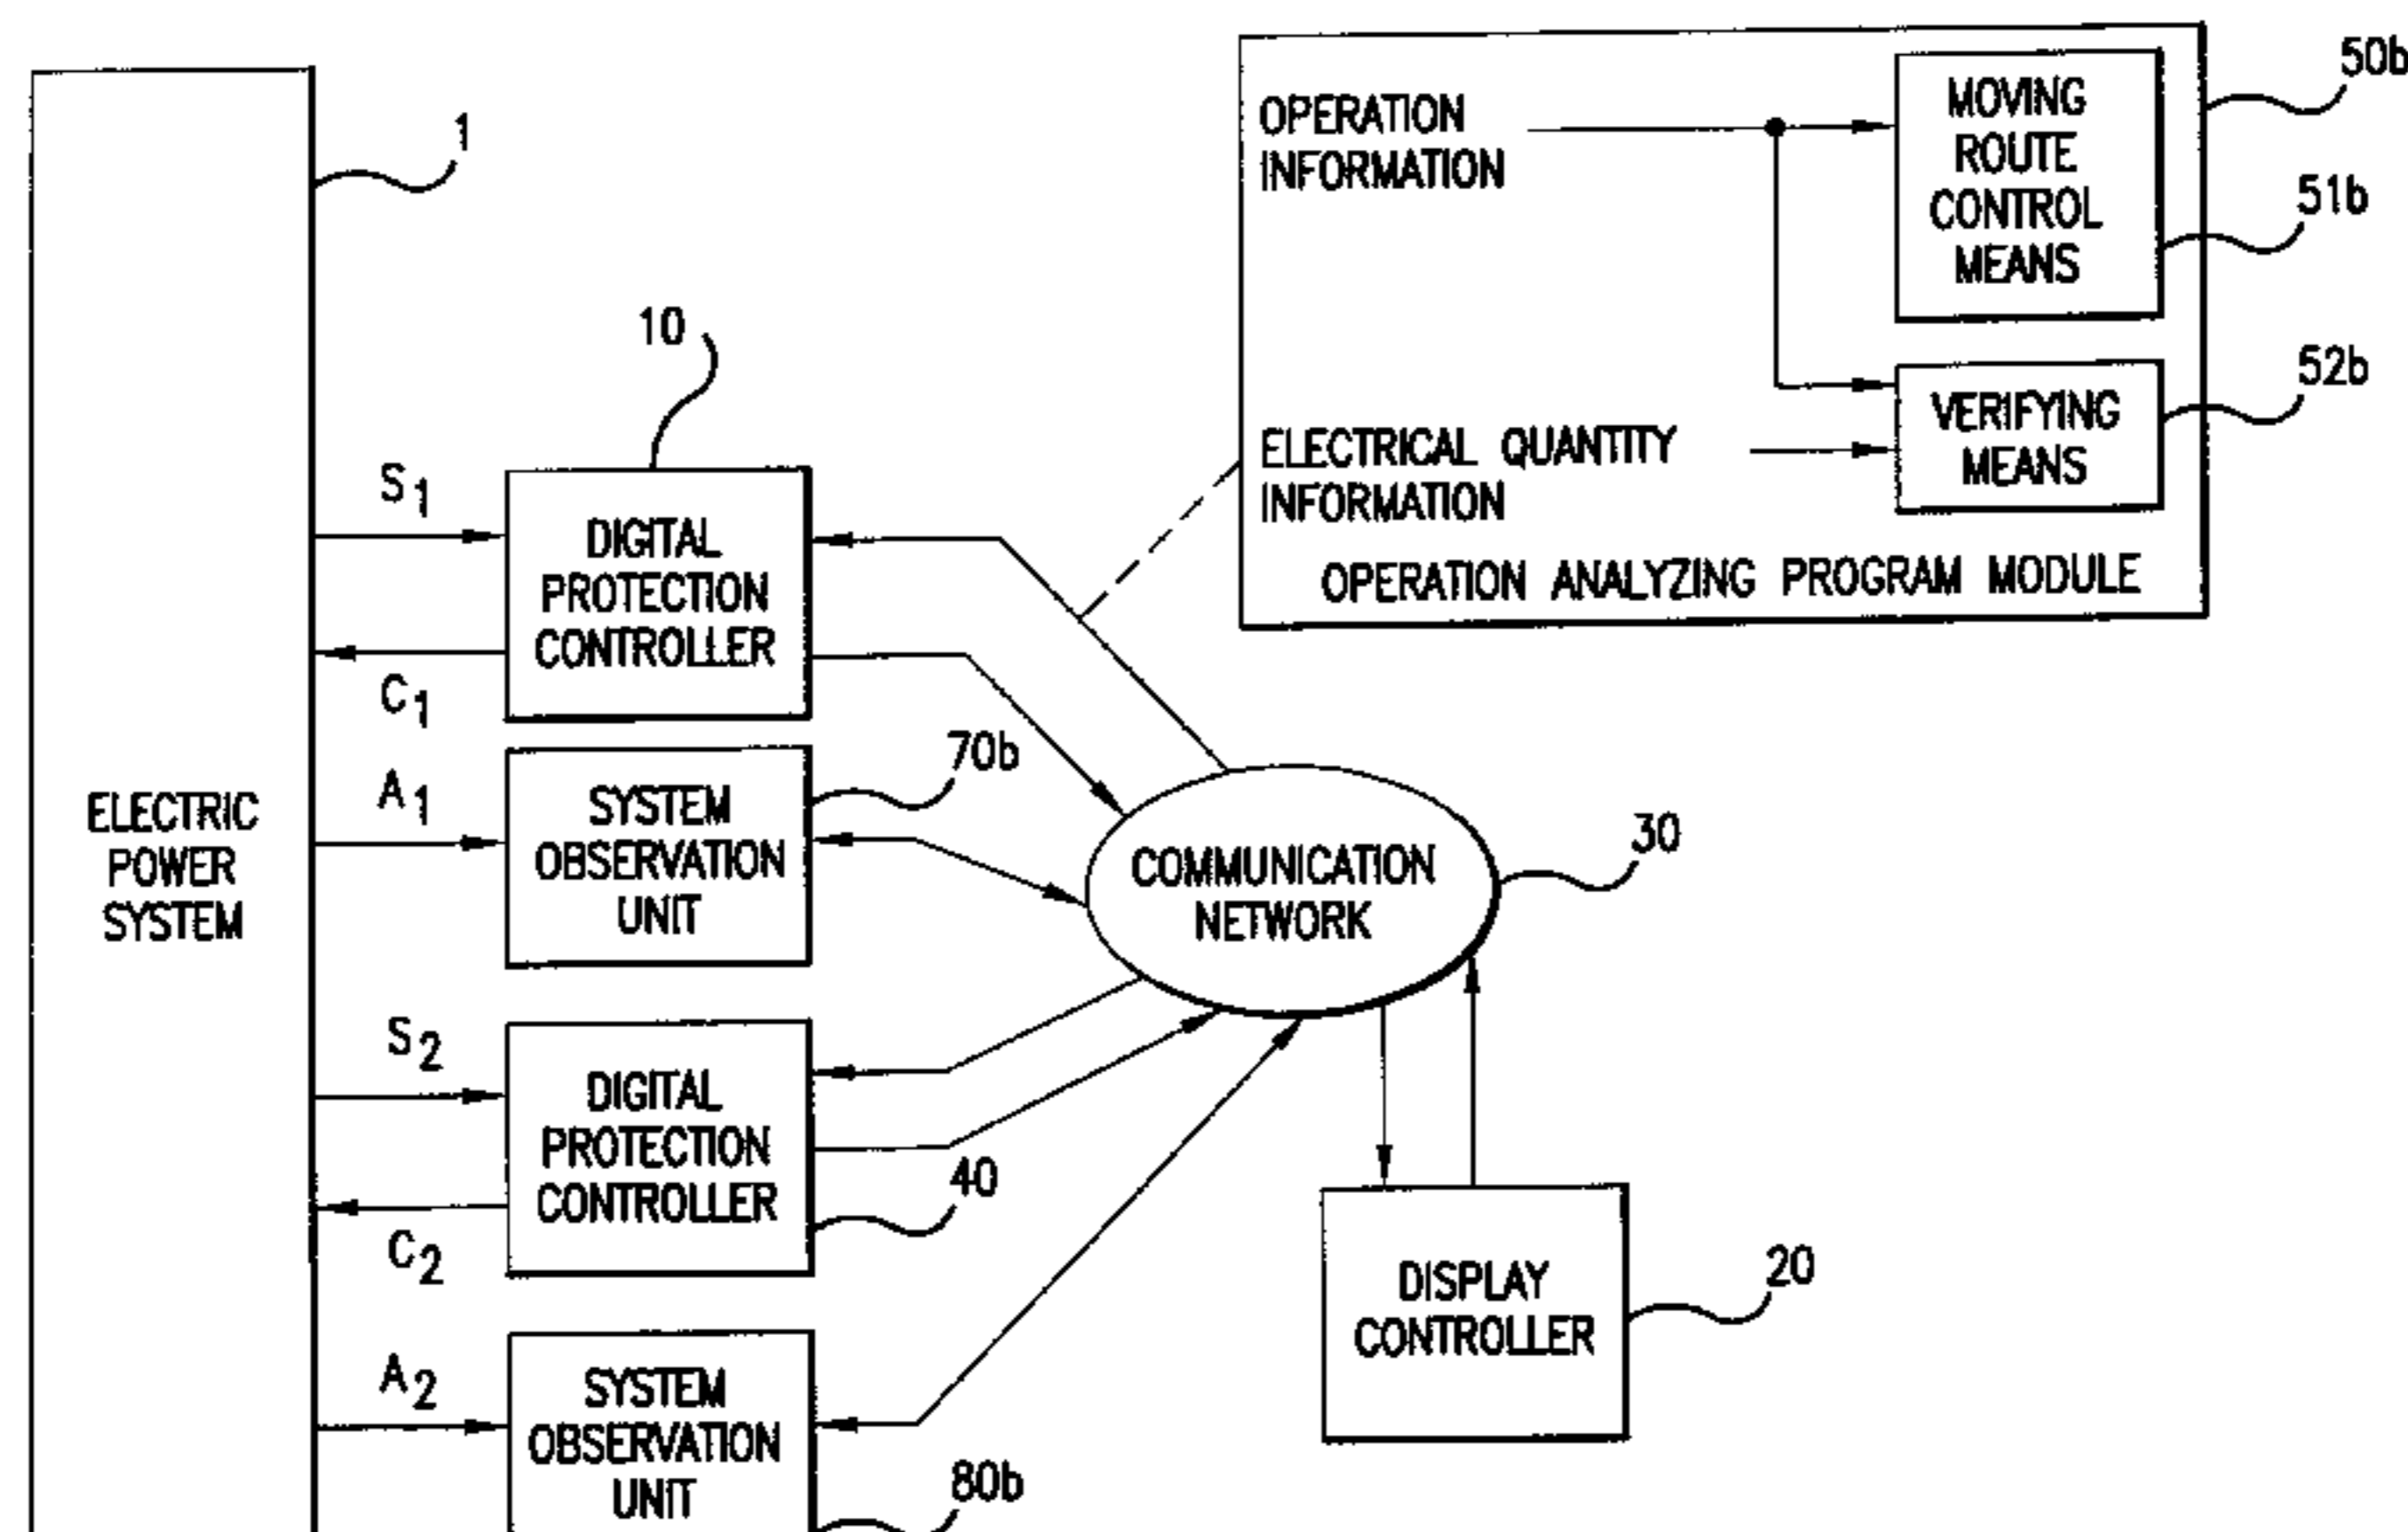 50b
OPERATION
INFORMATION
MOVING
ROUTE
CONTROL
MEANS
51b
52b
VERIFYING
MEANS
ELECTRICAL QUANTITY
INFORMATION
OPERATION ANALYZING PROGRAM MODULE
1
10
S1
DIGITAL
PROTECTION
CONTROLLER
C1
70b
A1
SYSTEM
OBSERVATION
UNIT
ELECTRIC
POWER
SYSTEM
COMMUNICATION
NETWORK
30
S2
DIGITAL
PROTECTION
CONTROLLER
40
C2
DISPLAY
CONTROLLER
20
A2
SYSTEM
OBSERVATION
UNIT
80b